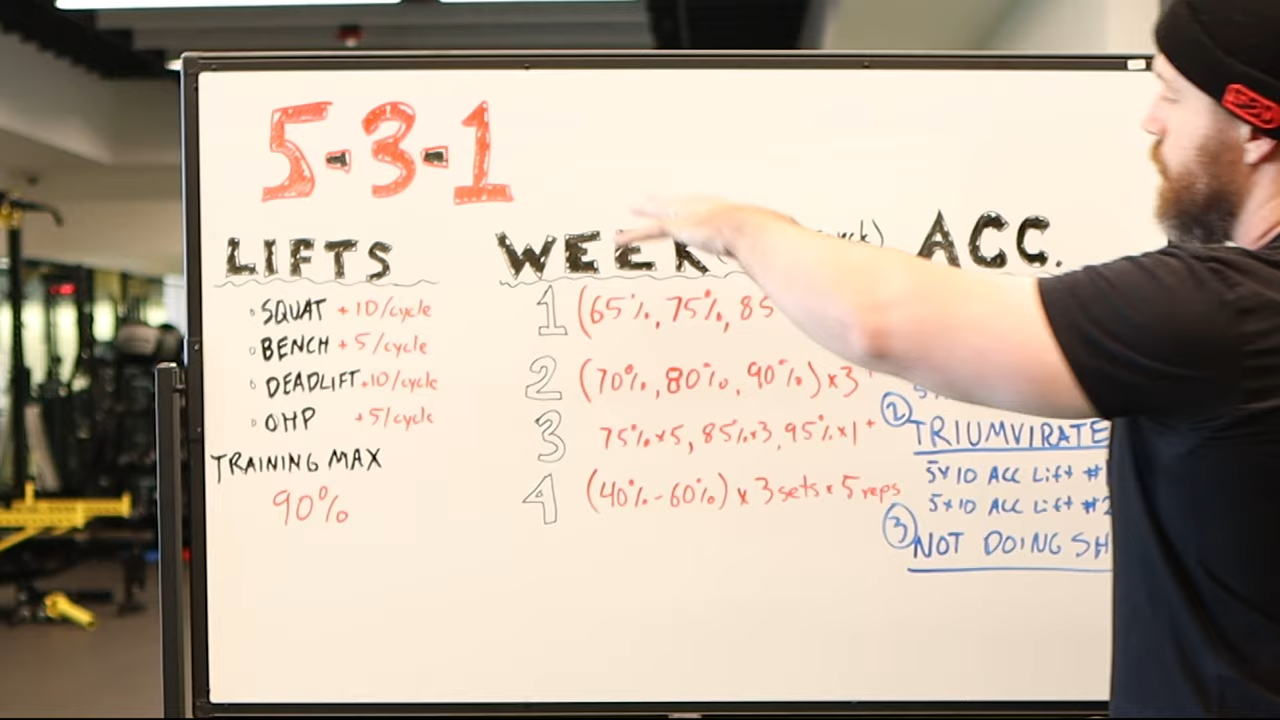 5-3-1
LIFTS
SQUAT +10/cycle
BENCH +5/cycle
DEADLIFT +10/cycle
OHP +5/cycle
TRAINING MAX
90%
WEEK
1 (65%, 75%, 85
2 (70%, 80%, 90%) x 3+
3 75%x5, 85%x3, 95%x1+
4 (40%-60%) x 3 sets x 5 reps
ACC.
②
TRIUMVIRATE
5x10 ACC Lift #
5x10 ACC Lift #2
③
NOT DOING SH